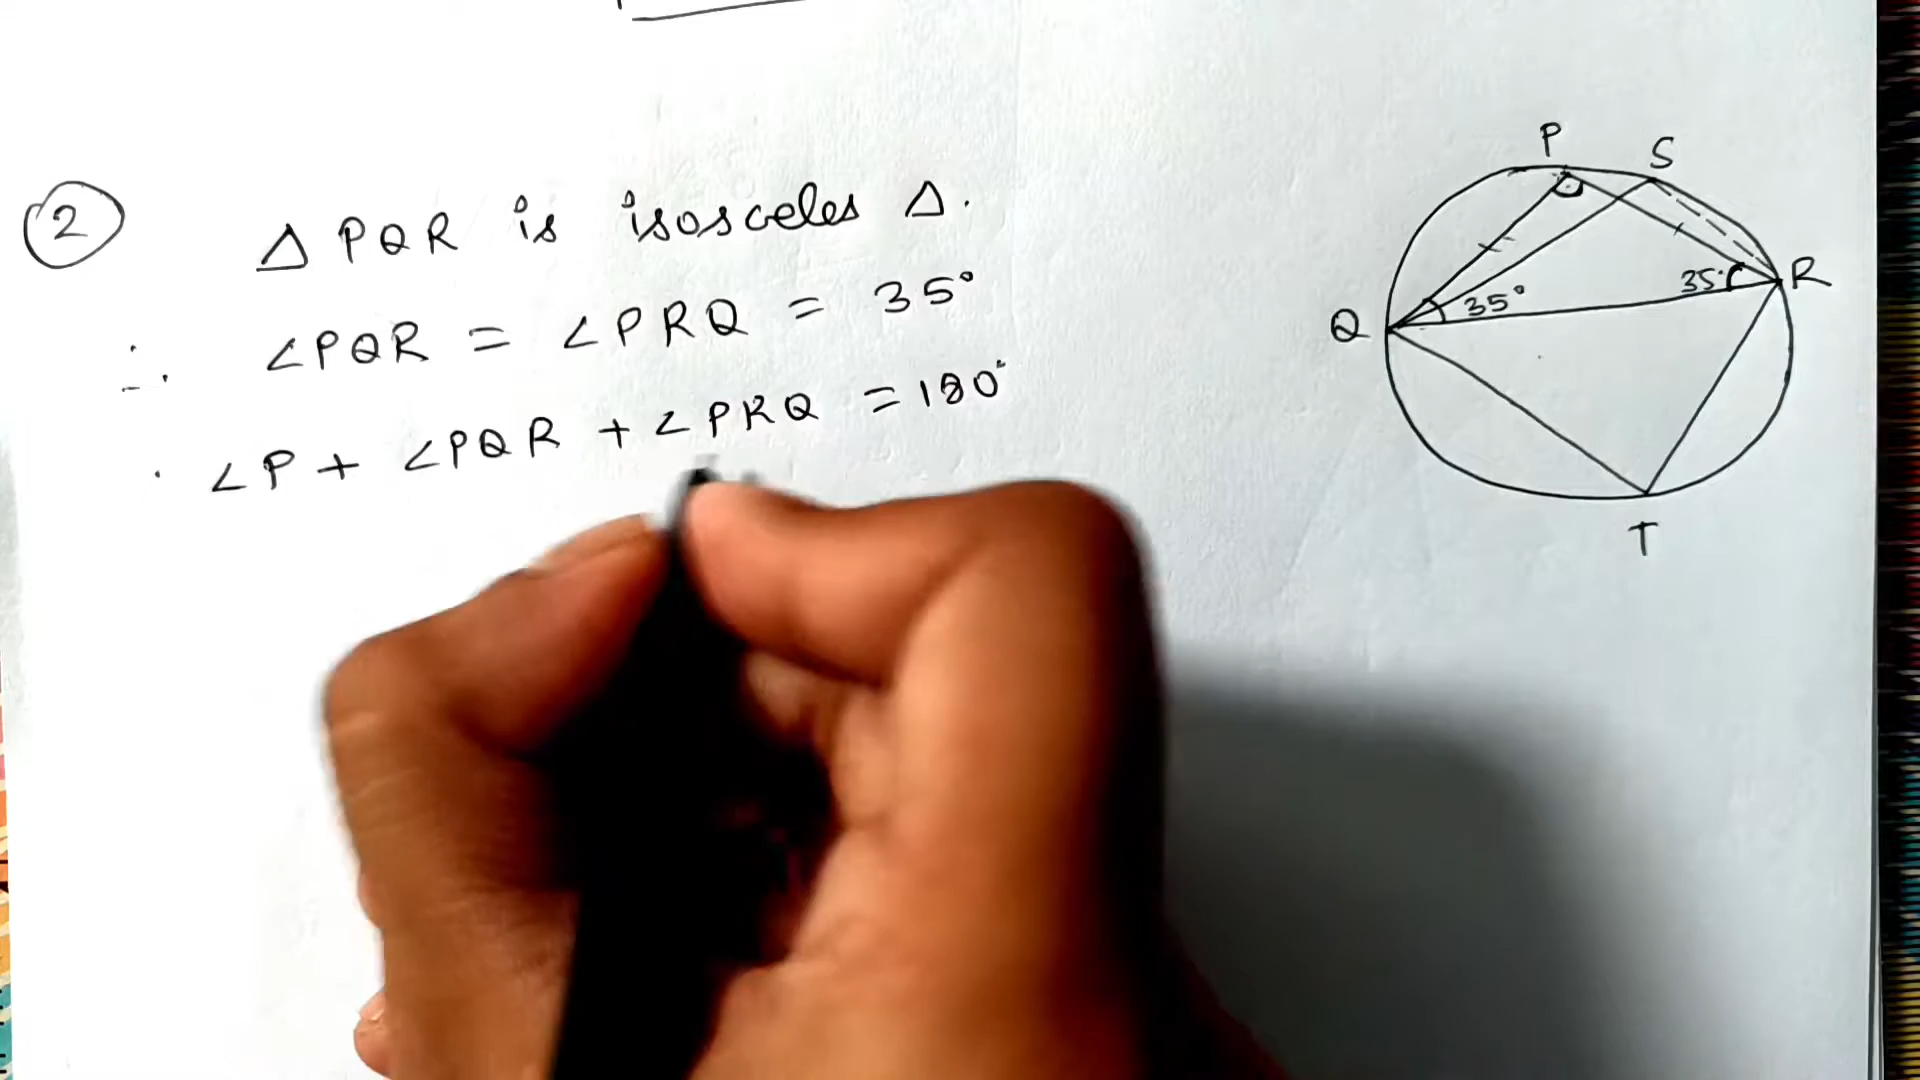 ② △ PQR is isosceles △.
∴ ∠PQR = ∠PRQ = 35°
∴ ∠P + ∠PQR + ∠PRQ = 180°
P
S
35°
R
Q
35°
T